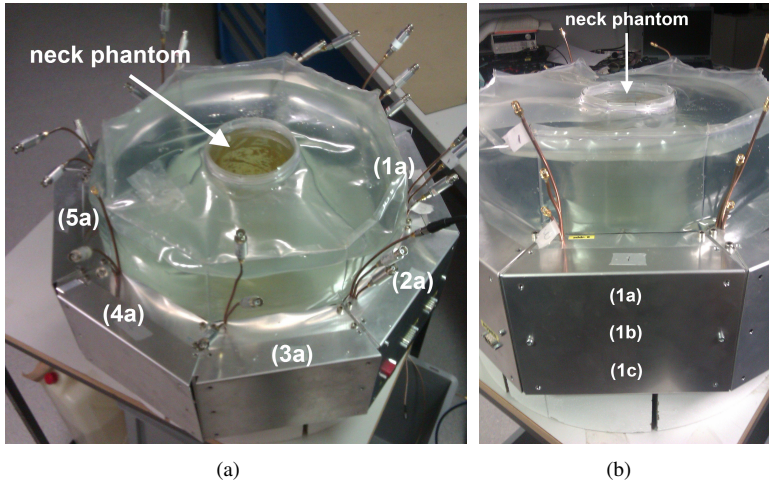 neck phantom
(1a)
(5a)
(2a)
(4a)
(3a)
(a)
neck phantom
(1a)
(1b)
(1c)
(b)